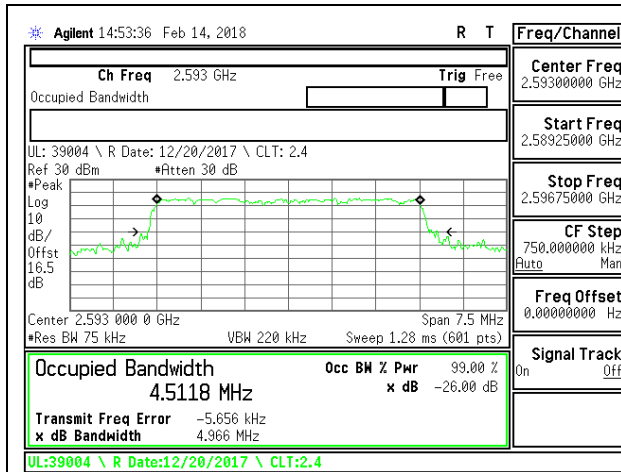 Agilent 14:53:36 Feb 14, 2018 R T
Freq/Channel
Ch Freq 2.593 GHz Trig Free
Occupied Bandwidth
Center Freq
2.59300000 GHz
Start Freq
2.58925000 GHz
Stop Freq
2.59675000 GHz
CF Step
750.000000 kHz
Auto Man
Freq Offset
0.00000000 Hz
Signal Track
On Off
UL: 39004 \ R Date: 12/20/2017 \ CLT: 2.4
Ref 30 dBm #Atten 30 dB
#Peak
Log
10
dB/
Offst
16.5
dB
Center 2.593 000 0 GHz Span 7.5 MHz
#Res BW 75 kHz VBW 220 kHz Sweep 1.28 ms (601 pts)
Occupied Bandwidth Occ BW % Pwr 99.00 %
4.5118 MHz x dB -26.00 dB
Transmit Freq Error -5.656 kHz
x dB Bandwidth 4.966 MHz
UL:39004 \ R Date:12/20/2017 \ CLT:2.4